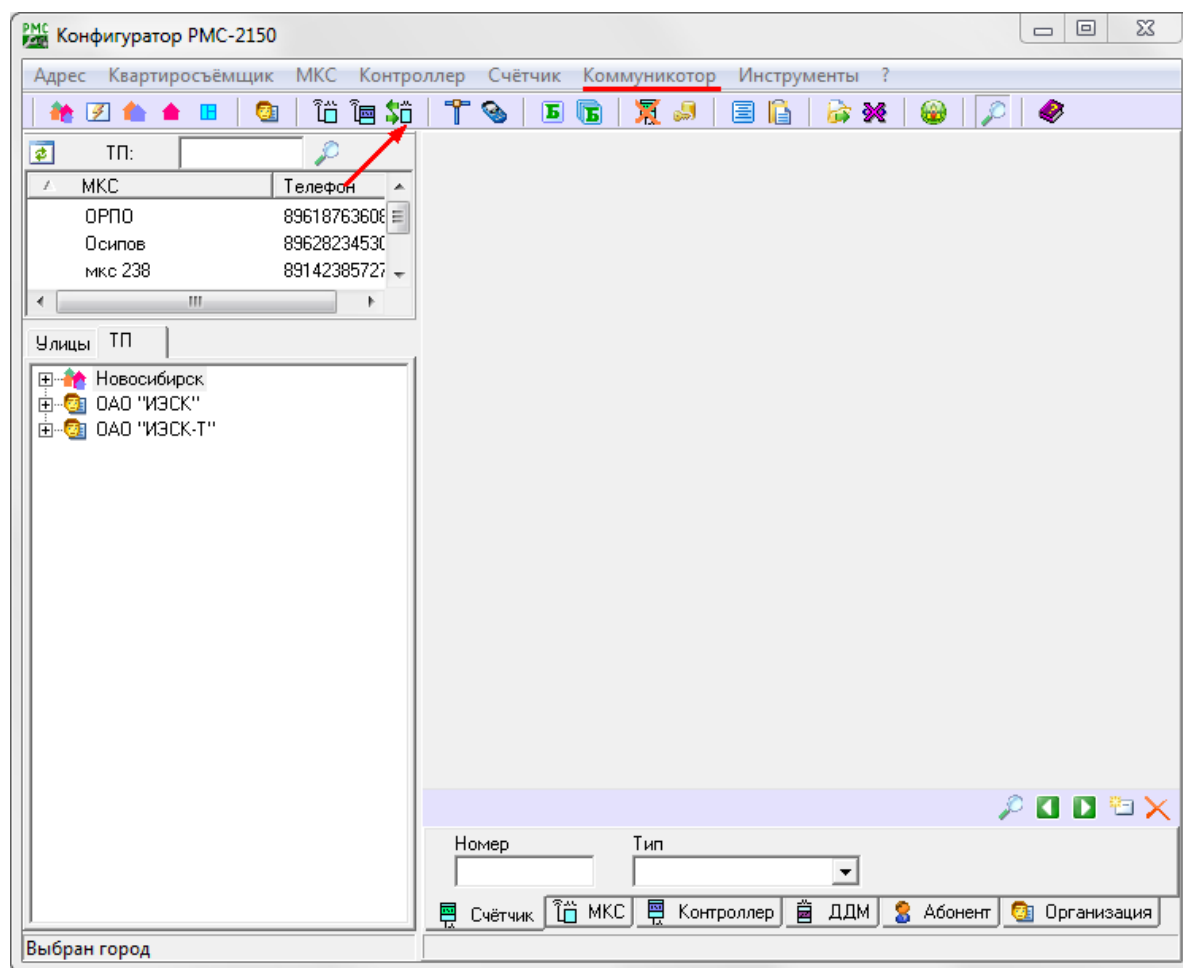 РМС Конфигуратор РМС-2150
Адрес Квартиросъёмщик МКС Контроллер Счётчик Коммуникотор Инструменты ?
ТП:
МКС Телефон
ОРПО 89618763608
Осипов 89628234530
мкс 238 89142385727
Улицы ТП
Новосибирск
ОАО "ИЭСК"
ОАО "ИЭСК-Т"
Номер Тип
Счётчик МКС Контроллер ДДМ Абонент Организация
Выбран город